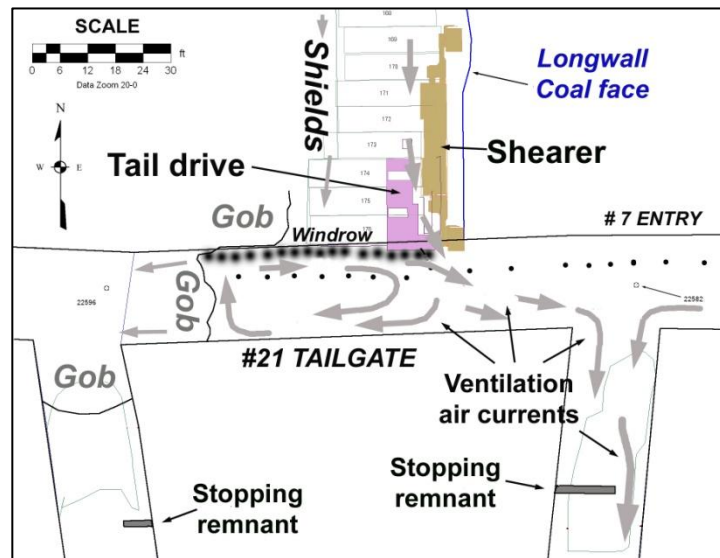 SCALE
ft
0 6 12 18 24 30
Data Zoom 20-0
N
W E
S
Shields
108
109
170
171
172
173
174
175
Longwall
Coal face
Shearer
Tail drive
Gob
Windrow
# 7 ENTRY
22596
Gob
22582
#21 TAILGATE
Gob
Ventilation
air currents
Stopping
remnant
Stopping
remnant